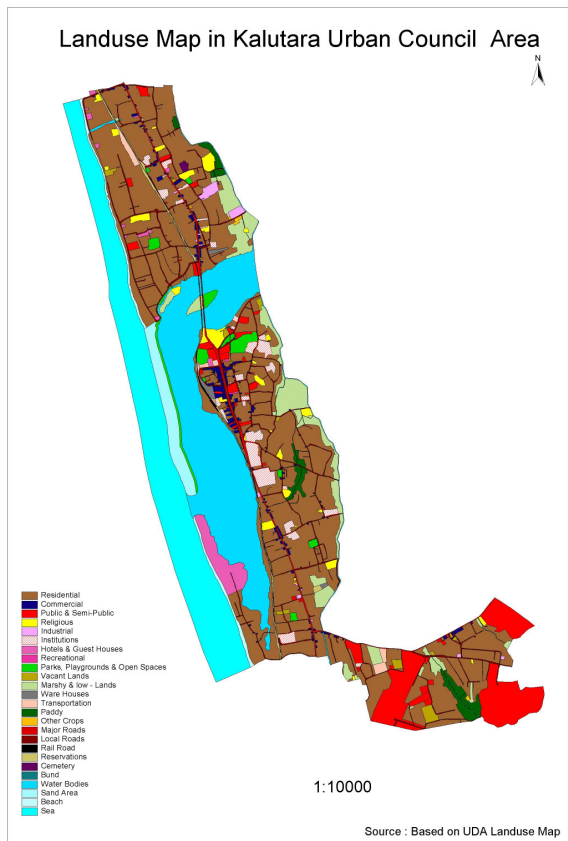 Landuse Map in Kalutara Urban Council Area
N
Residential
Commercial
Public & Semi-Public
Religious
Industrial
Institutions
Hotels & Guest Houses
Recreational
Parks, Playgrounds & Open Spaces
Vacant Lands
Marshy & low - Lands
Ware Houses
Transportation
Paddy
Other Crops
Major Roads
Local Roads
Rail Road
Reservations
Cemetery
Bund
Water Bodies
Sand Area
Beach
Sea
1:10000
Source : Based on UDA Landuse Map